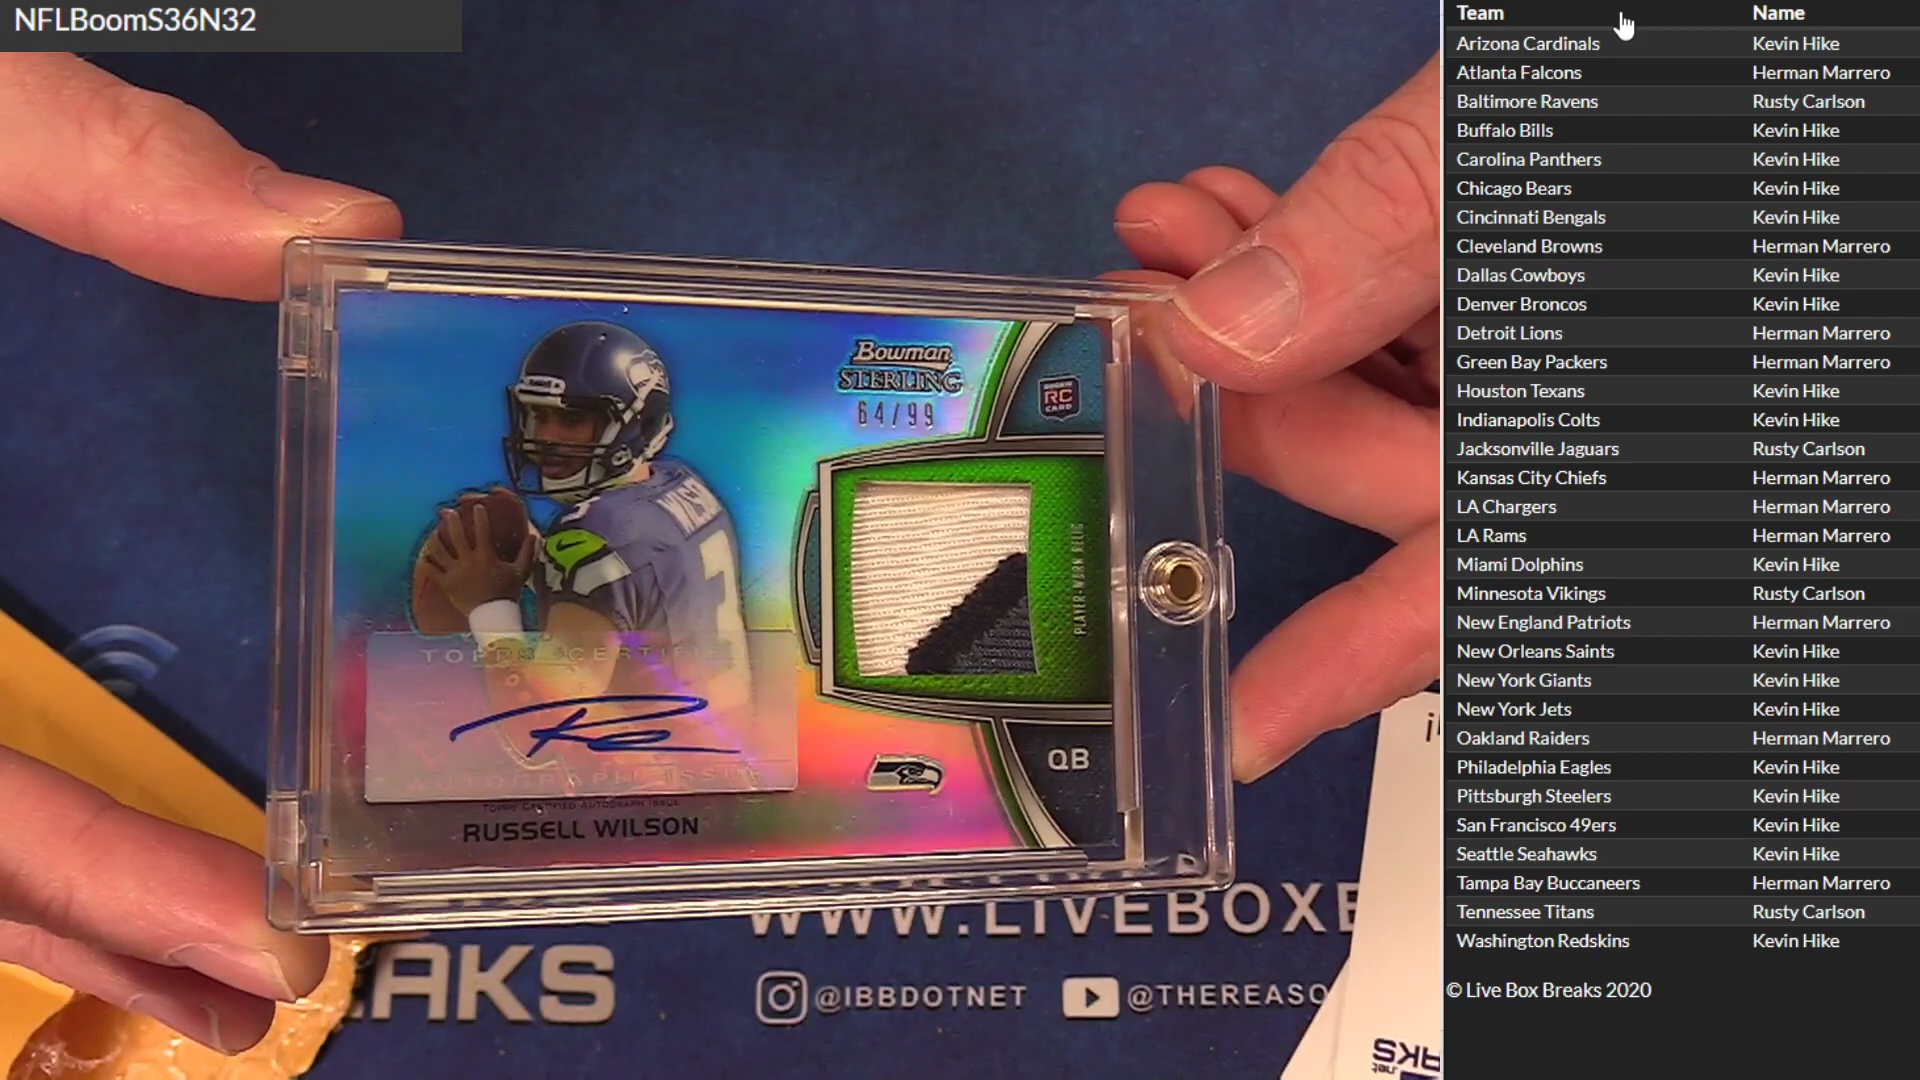 NFLBoomS36N32
Bowman
STERLING
64/99
ROOKIE
RC
CARD
WILSON
3
PLAYER-WORN RELIC
TOPPS CERTIFIE
AUTOGRAPH ISSUE
TOPPS CERTIFIED AUTOGRAPH ISSUE
RUSSELL WILSON
QB
WWW.LIVEBOXB
EAKS
@IBBDOTNET
@THEREASO
Team Name
Arizona Cardinals Kevin Hike
Atlanta Falcons Herman Marrero
Baltimore Ravens Rusty Carlson
Buffalo Bills Kevin Hike
Carolina Panthers Kevin Hike
Chicago Bears Kevin Hike
Cincinnati Bengals Kevin Hike
Cleveland Browns Herman Marrero
Dallas Cowboys Kevin Hike
Denver Broncos Kevin Hike
Detroit Lions Herman Marrero
Green Bay Packers Herman Marrero
Houston Texans Kevin Hike
Indianapolis Colts Kevin Hike
Jacksonville Jaguars Rusty Carlson
Kansas City Chiefs Herman Marrero
LA Chargers Herman Marrero
LA Rams Herman Marrero
Miami Dolphins Kevin Hike
Minnesota Vikings Rusty Carlson
New England Patriots Herman Marrero
New Orleans Saints Kevin Hike
New York Giants Kevin Hike
New York Jets Kevin Hike
Oakland Raiders Herman Marrero
Philadelphia Eagles Kevin Hike
Pittsburgh Steelers Kevin Hike
San Francisco 49ers Kevin Hike
Seattle Seahawks Kevin Hike
Tampa Bay Buccaneers Herman Marrero
Tennessee Titans Rusty Carlson
Washington Redskins Kevin Hike
© Live Box Breaks 2020